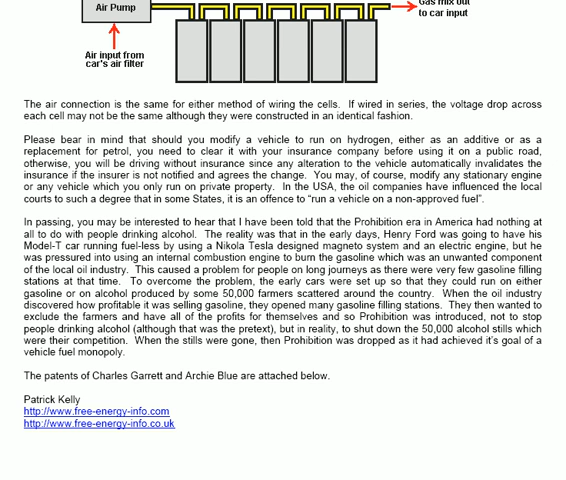 Air Pump
Gas mix out
to car input
Air input from
car's air filter
The air connection is the same for either method of wiring the cells. If wired in series, the voltage drop across
each cell may not be the same although they were constructed in an identical fashion.
Please bear in mind that should you modify a vehicle to run on hydrogen, either as an additive or as a
replacement for petrol, you need to clear it with your insurance company before using it on a public road,
otherwise, you will be driving without insurance since any alteration to the vehicle automatically invalidates the
insurance if the insurer is not notified and agrees the change. You may, of course, modify any stationary engine
or any vehicle which you only run on private property. In the USA, the oil companies have influenced the local
courts to such a degree that in some States, it is an offence to “run a vehicle on a non-approved fuel”.
In passing, you may be interested to hear that I have been told that the Prohibition era in America had nothing at
all to do with people drinking alcohol. The reality was that in the early days, Henry Ford was going to have his
Model-T car running fuel-less by using a Nikola Tesla designed magneto system and an electric engine, but he
was pressured into using an internal combustion engine to burn the gasoline which was an unwanted component
of the local oil industry. This caused a problem for people on long journeys as there were very few gasoline filling
stations at that time. To overcome the problem, the early cars were set up so that they could run on either
gasoline or on alcohol produced by some 50,000 farmers scattered around the country. When the oil industry
discovered how profitable it was selling gasoline, they opened many gasoline filling stations. They then wanted to
exclude the farmers and have all of the profits for themselves and so Prohibition was introduced, not to stop
people drinking alcohol (although that was the pretext), but in reality, to shut down the 50,000 alcohol stills which
were their competition. When the stills were gone, then Prohibition was dropped as it had achieved it's goal of a
vehicle fuel monopoly.
The patents of Charles Garrett and Archie Blue are attached below.
Patrick Kelly
http://www.free-energy-info.com
http://www.free-energy-info.co.uk